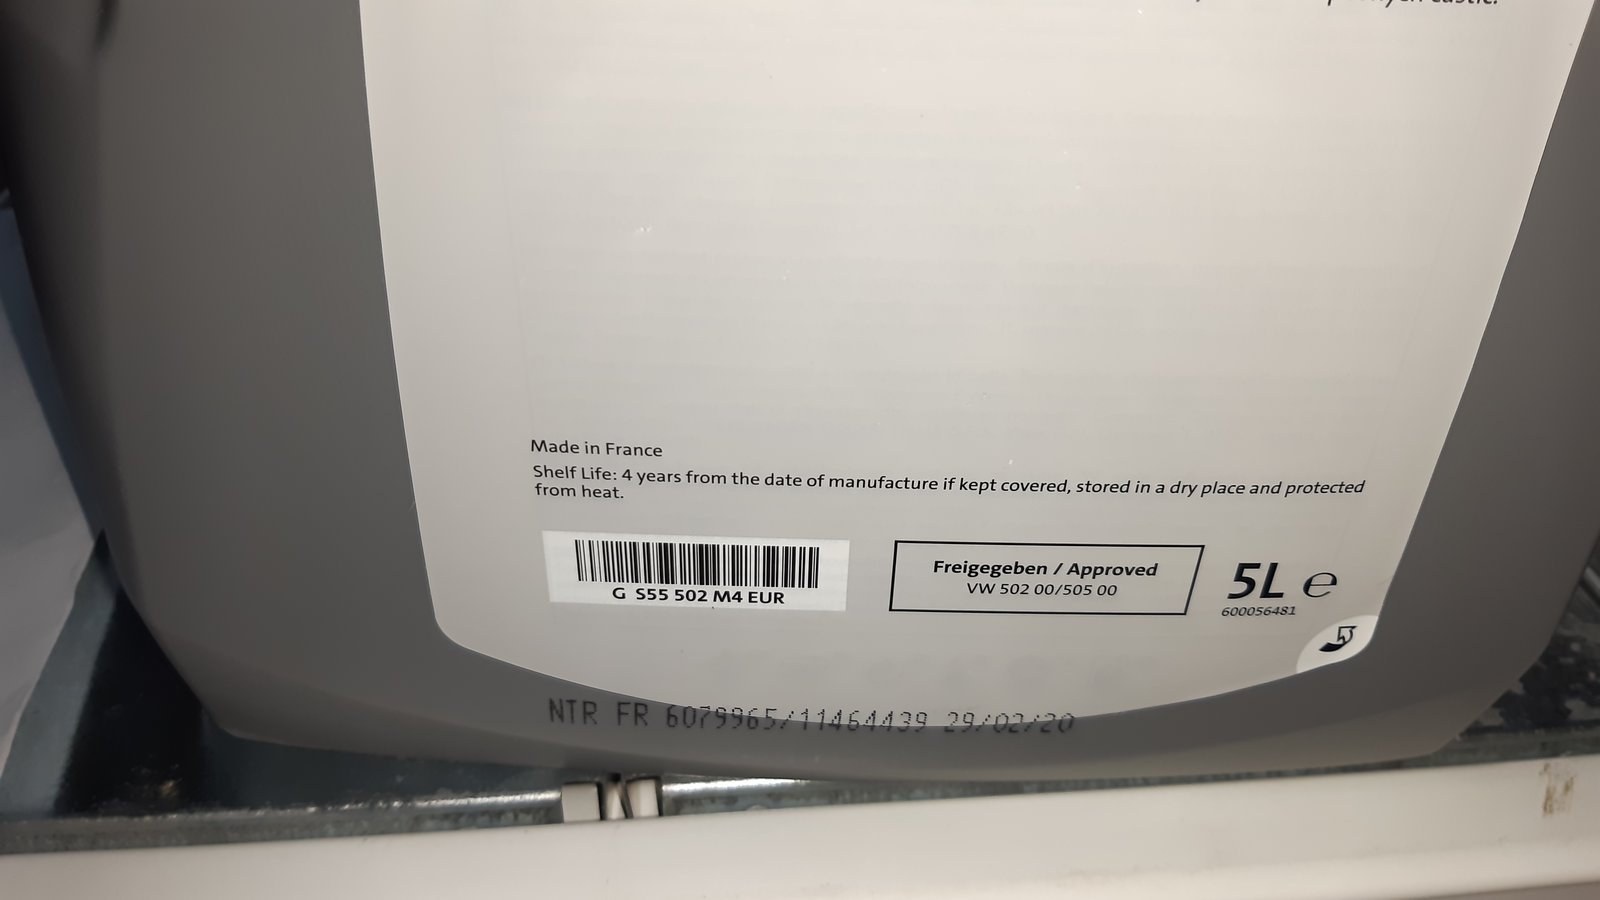 Made in France
Shelf Life: 4 years from the date of manufacture if kept covered, stored in a dry place and protected
from heat.
G S55 502 M4 EUR
Freigegeben / Approved
VW 502 00/505 00
5L e
600056481
NTR FR 6079965/11464439 29/02/20